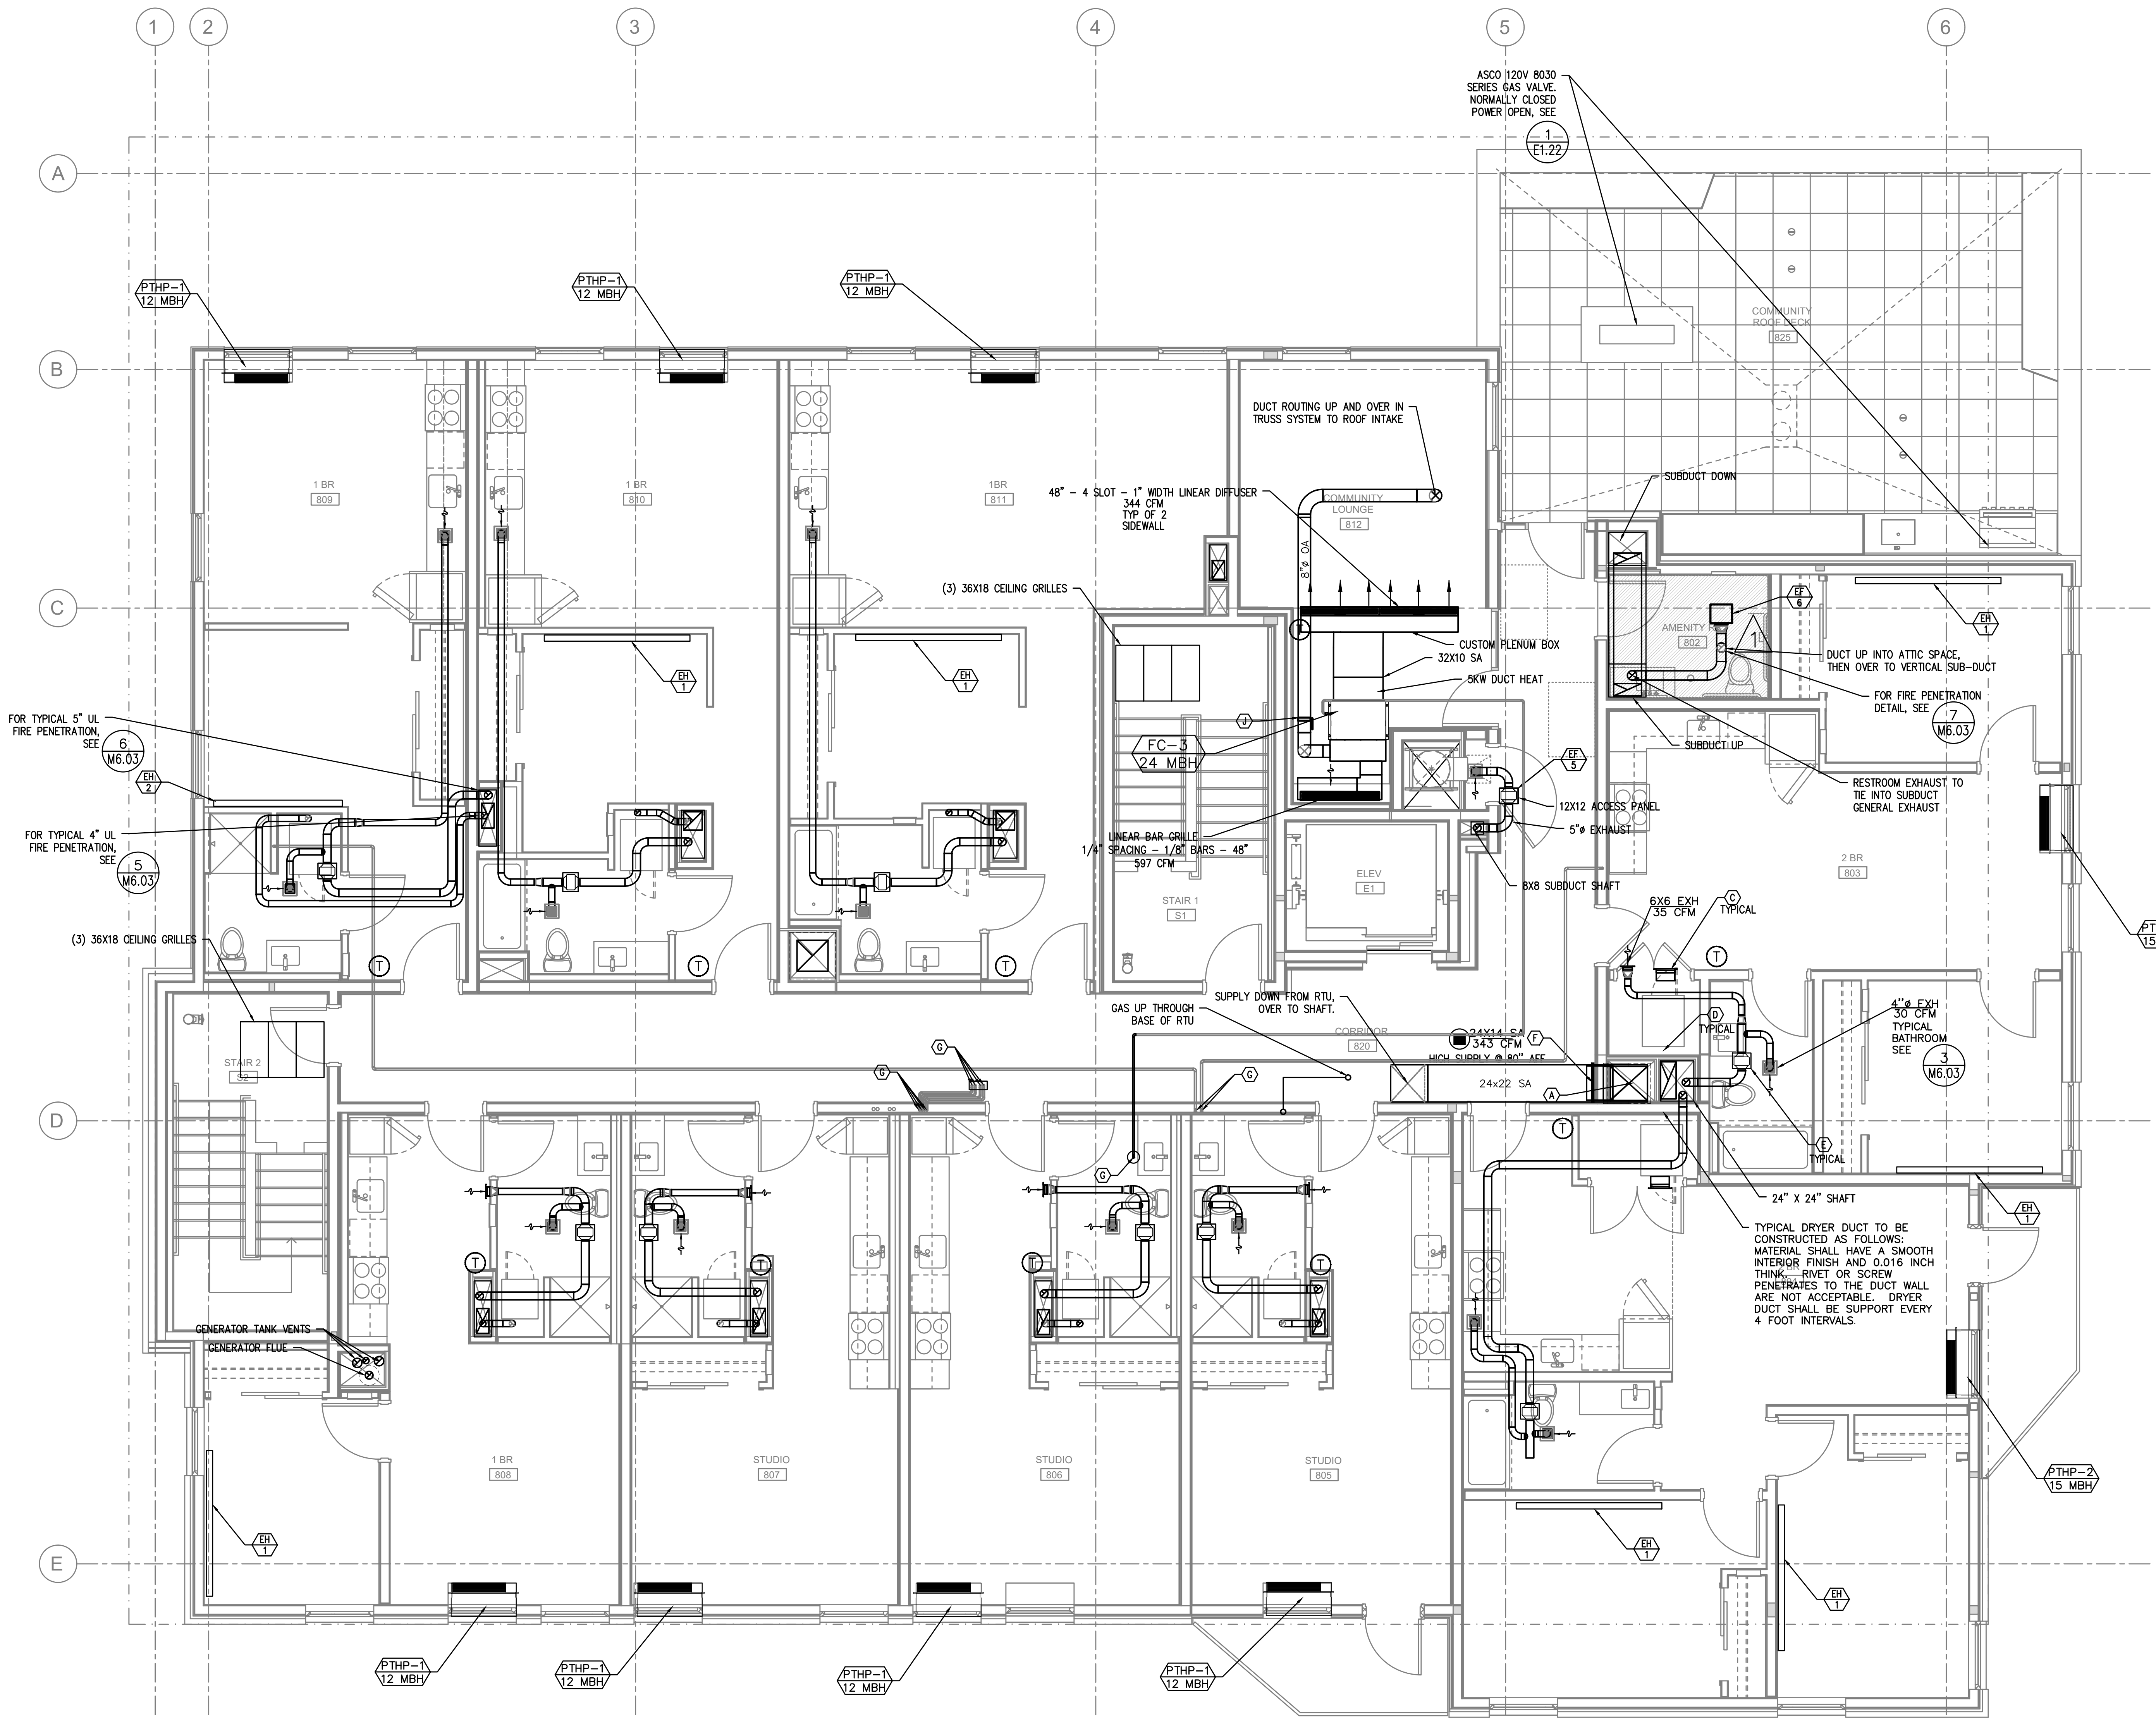 1
2
3
4
5
6
ASCO 120V 8030
SERIES GAS VALVE.
NORMALLY CLOSED
POWER OPEN, SEE
1
E1.22
A
PTHP-1
12 MBH
PTHP-1
12 MBH
PTHP-1
12 MBH
COMMUNITY
ROOF DECK
825
B
DUCT ROUTING UP AND OVER IN
TRUSS SYSTEM TO ROOF INTAKE
1 BR
809
1 BR
810
1BR
811
48" - 4 SLOT - 1" WIDTH LINEAR DIFFUSER
344 CFM
TYP OF 2
SIDEWALL
COMMUNITY
LOUNGE
812
SUBDUCT DOWN
8"ø OA
(3) 36X18 CEILING GRILLES
C
T
EF
6
EH
1
AMENITY
802
1
CUSTOM PLENUM BOX
32X10 SA
5KW DUCT HEAT
DUCT UP INTO ATTIC SPACE,
THEN OVER TO VERTICAL SUB-DUCT
EH
1
EH
1
FOR FIRE PENETRATION
DETAIL, SEE
7
M6.03
FOR TYPICAL 5" UL
FIRE PENETRATION,
SEE
6
M6.03
J
FC-3
24 MBH
SUBDUCT UP
EF
5
EH
2
RESTROOM EXHAUST TO
TIE INTO SUBDUCT
GENERAL EXHAUST
12X12 ACCESS PANEL
5"ø EXHAUST
FOR TYPICAL 4" UL
FIRE PENETRATION,
SEE
5
M6.03
LINEAR BAR GRILLE
1/4" SPACING - 1/8" BARS - 48"
597 CFM
ELEV
E1
8X8 SUBDUCT SHAFT
2 BR
803
STAIR 1
S1
6X6 EXH
35 CFM
C
TYPICAL
PT
15
(3) 36X18 CEILING GRILLES
T
T
T
T
SUPPLY DOWN FROM RTU,
OVER TO SHAFT.
GAS UP THROUGH
BASE OF RTU
4"ø EXH
30 CFM
TYPICAL
BATHROOM
SEE
3
M6.03
D
TYPICAL
CORRIDOR
820
24X14 SA
343 CFM
F
HIGH SUPPLY @ 80" AFF
STAIR 2
S2
G
G
G
24x22 SA
A
D
T
E
TYPICAL
G
24" X 24" SHAFT
EH
1
TYPICAL DRYER DUCT TO BE
CONSTRUCTED AS FOLLOWS:
MATERIAL SHALL HAVE A SMOOTH
INTERIOR FINISH AND 0.016 INCH
THINK. RIVET OR SCREW
PENETRATES TO THE DUCT WALL
ARE NOT ACCEPTABLE. DRYER
DUCT SHALL BE SUPPORT EVERY
4 FOOT INTERVALS.
T
T
T
T
GENERATOR TANK VENTS
GENERATOR FLUE
1 BR
808
STUDIO
807
STUDIO
806
STUDIO
805
PTHP-2
15 MBH
EH
1
EH
1
EH
1
E
PTHP-1
12 MBH
PTHP-1
12 MBH
PTHP-1
12 MBH
PTHP-1
12 MBH